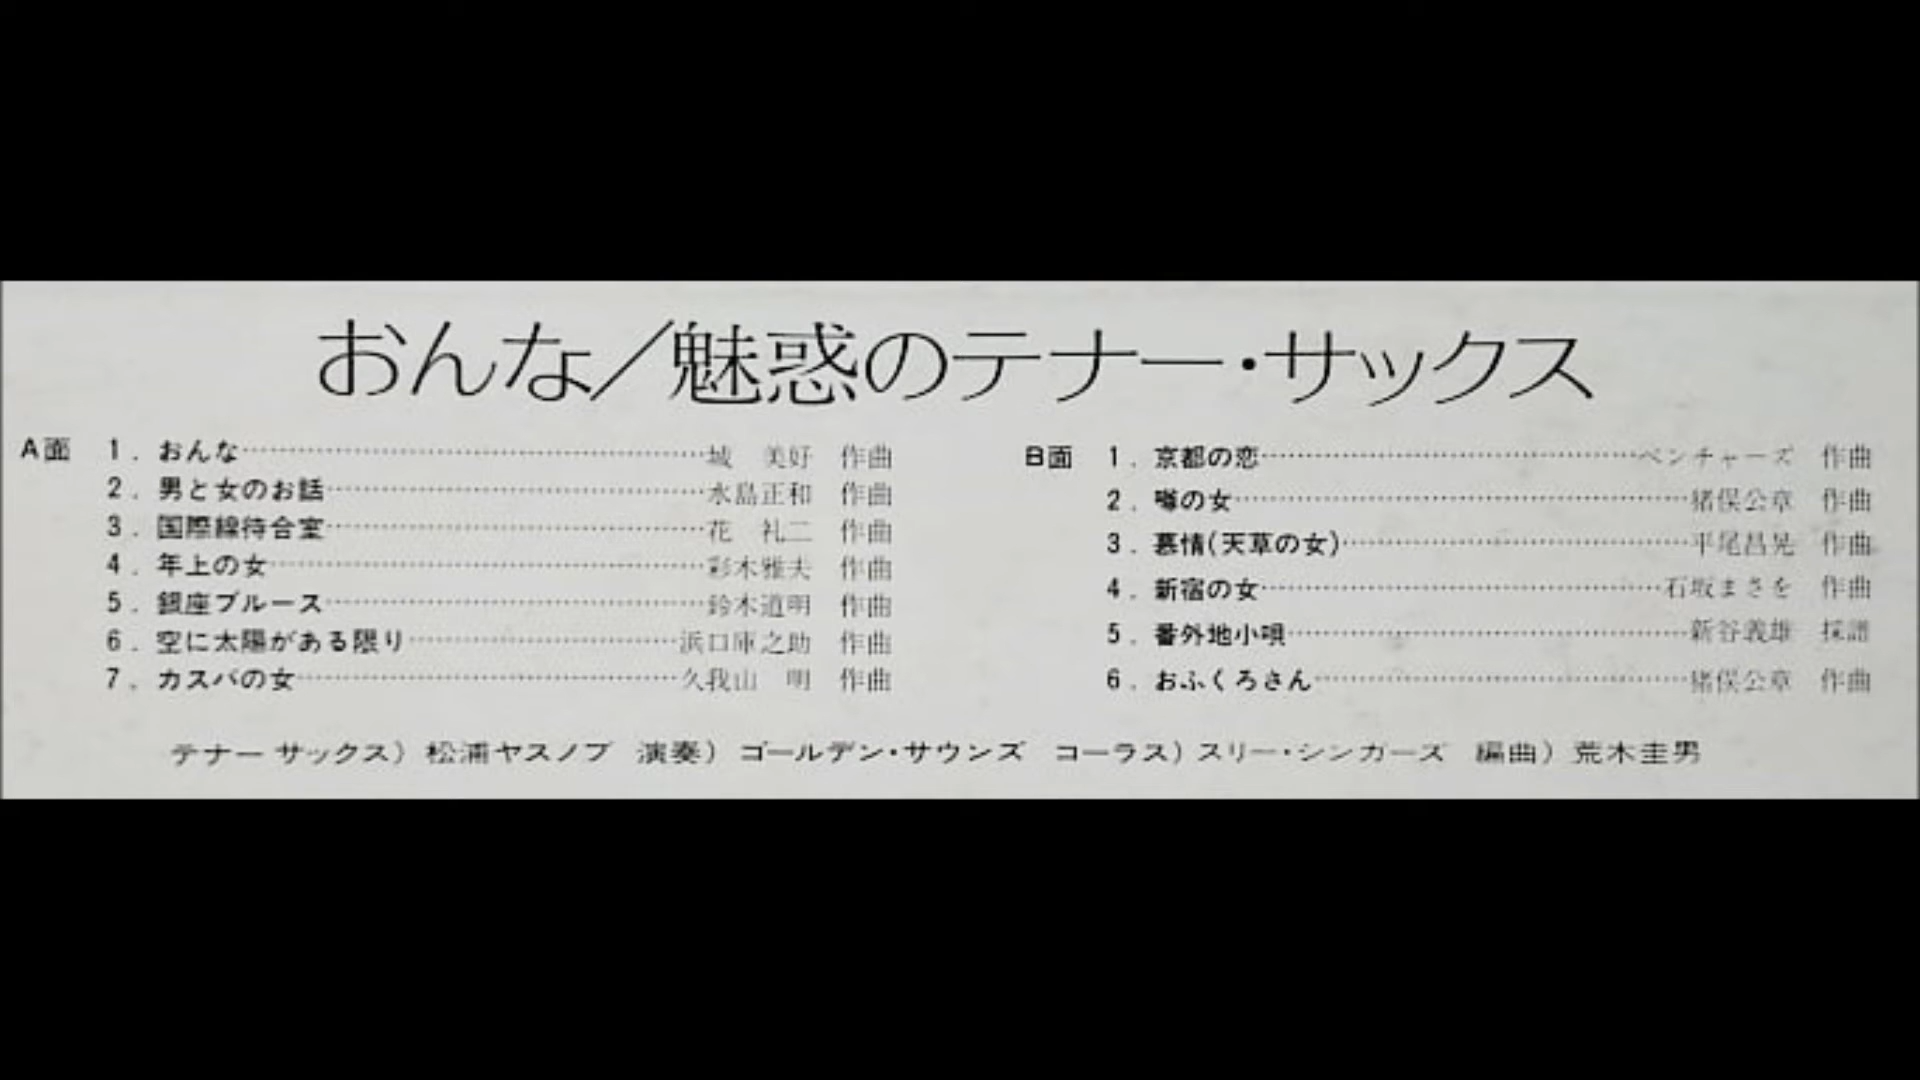 おんな／魅惑のテナー・サックス
A面 1. おんな…………城 美好 作曲
2. 男と女のお話…………水島正和 作曲
3. 国際線待合室…………花 礼二 作曲
4. 年上の女…………彩木雅夫 作曲
5. 銀座ブルース…………鈴木道明 作曲
6. 空に太陽がある限り…………浜口庫之助 作曲
7. カスバの女…………久我山 明 作曲
B面 1. 京都の恋…………ベンチャーズ 作曲
2. 噂の女…………猪俣公章 作曲
3. 慕情(天草の女)…………平尾昌晃 作曲
4. 新宿の女…………石坂まさを 作曲
5. 番外地小唄…………新谷義雄 採譜
6. おふくろさん…………猪俣公章 作曲
テナー サックス）松浦ヤスノブ 演奏）ゴールデン・サウンズ コーラス）スリー・シンガーズ 編曲）荒木圭男